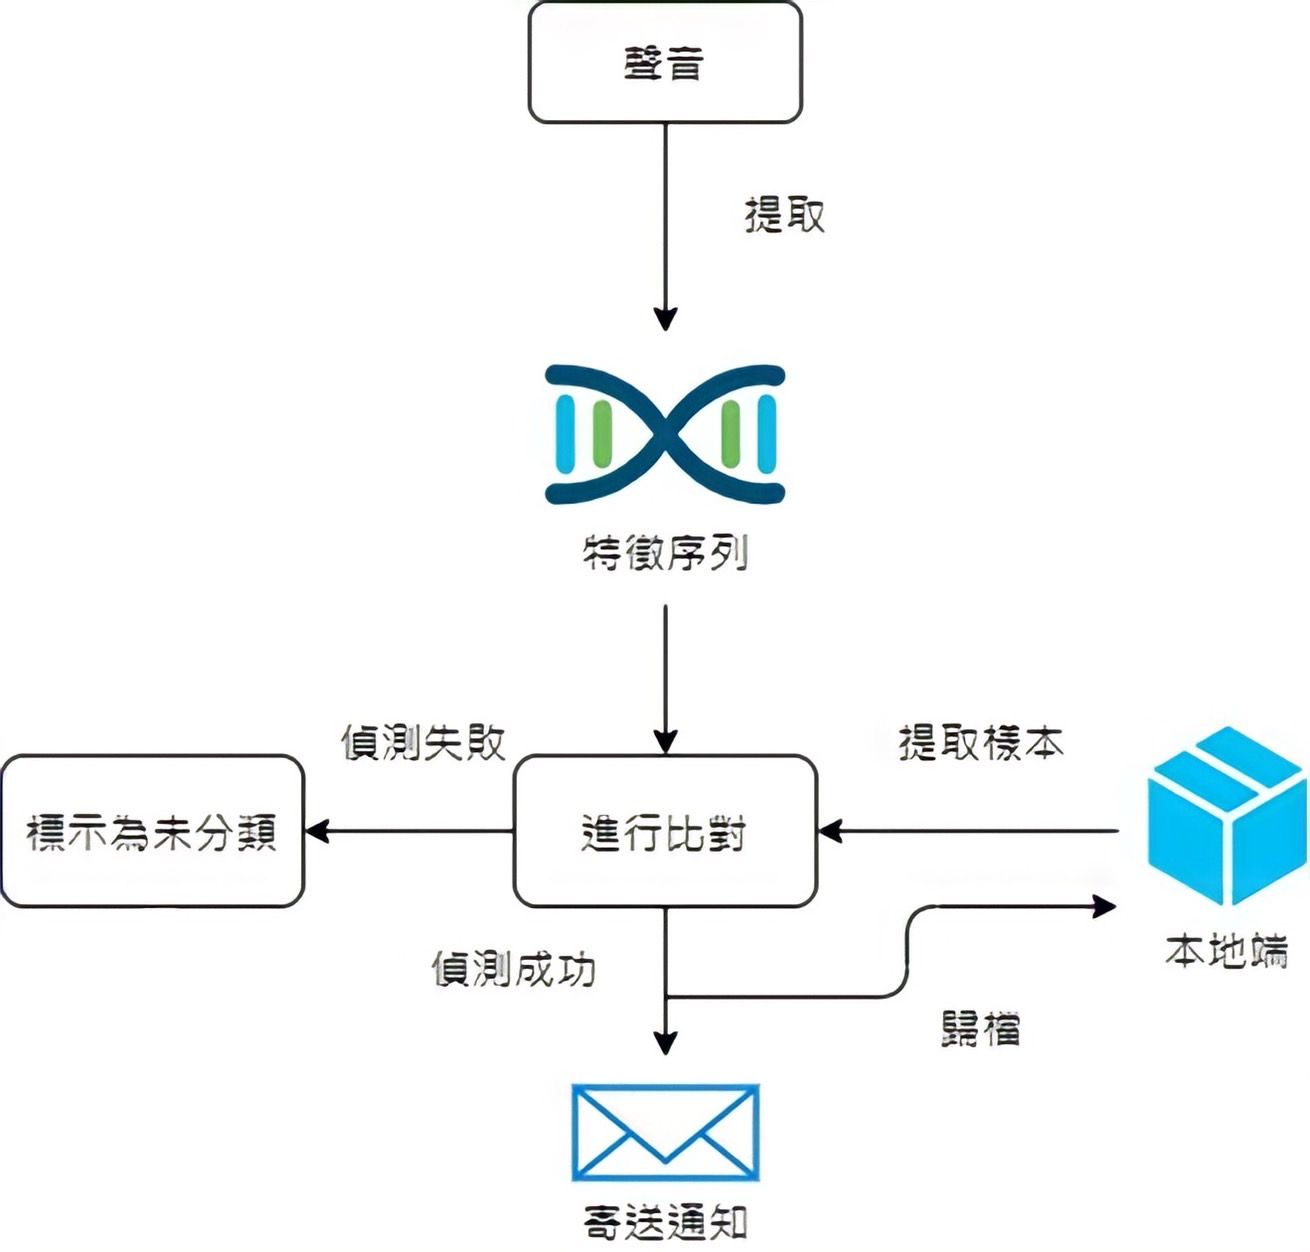 聲音
提取
特徵序列
偵測失敗
提取樣本
標示為未分類
進行比對
本地端
偵測成功
歸檔
寄送通知